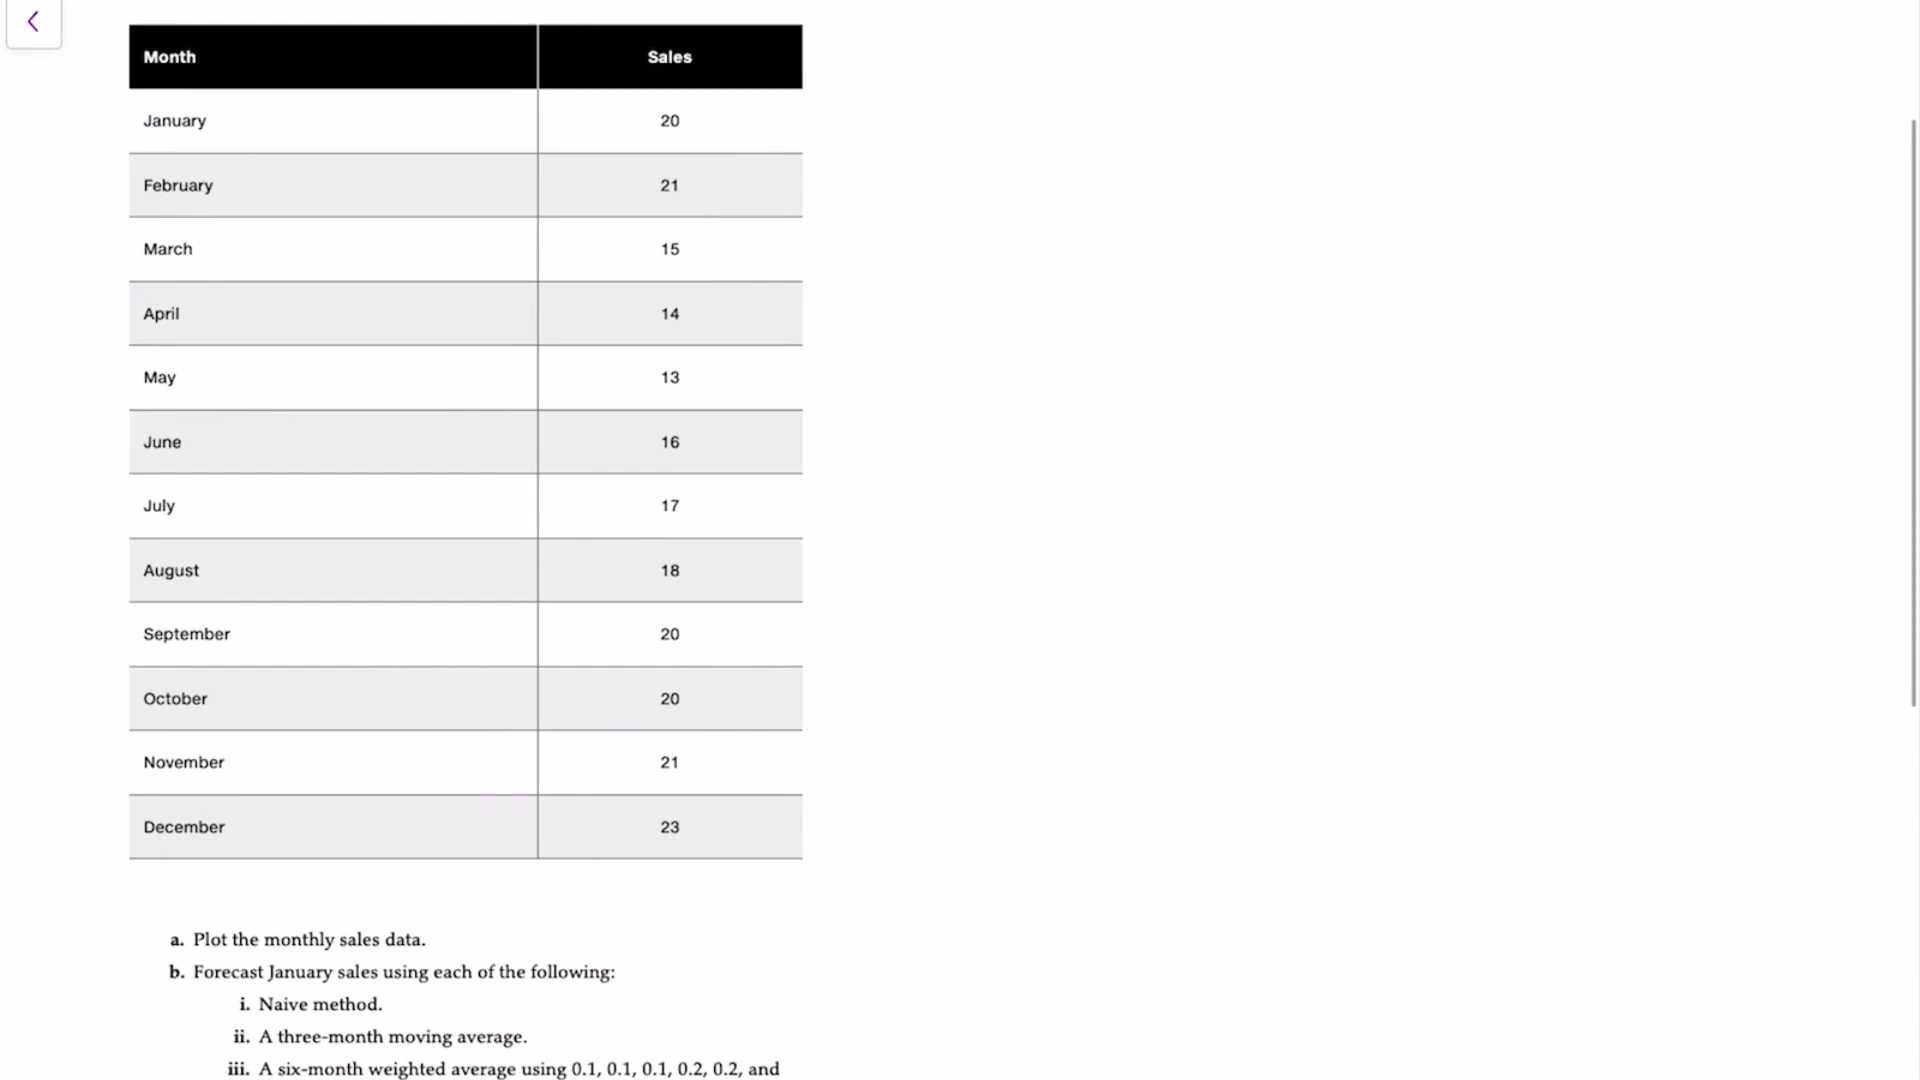 Month Sales
January 20
February 21
March 15
April 14
May 13
June 16
July 17
August 18
September 20
October 20
November 21
December 23
a. Plot the monthly sales data.
b. Forecast January sales using each of the following:
i. Naive method.
ii. A three-month moving average.
iii. A six-month weighted average using 0.1, 0.1, 0.1, 0.2, 0.2, and